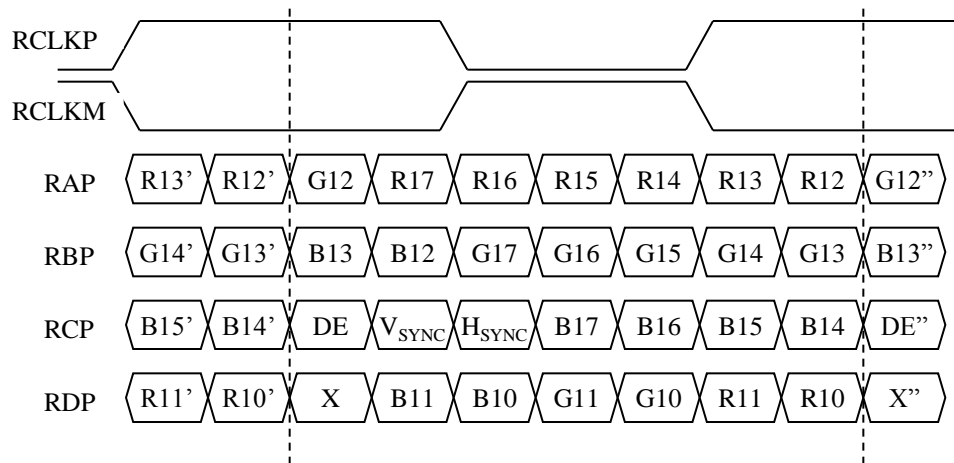 RCLKP
RCLKM
RAP R13’ R12’ G12 R17 R16 R15 R14 R13 R12 G12”
RBP G14’ G13’ B13 B12 G17 G16 G15 G14 G13 B13”
RCP B15’ B14’ DE VSYNC HSYNC B17 B16 B15 B14 DE”
RDP R11’ R10’ X B11 B10 G11 G10 R11 R10 X”